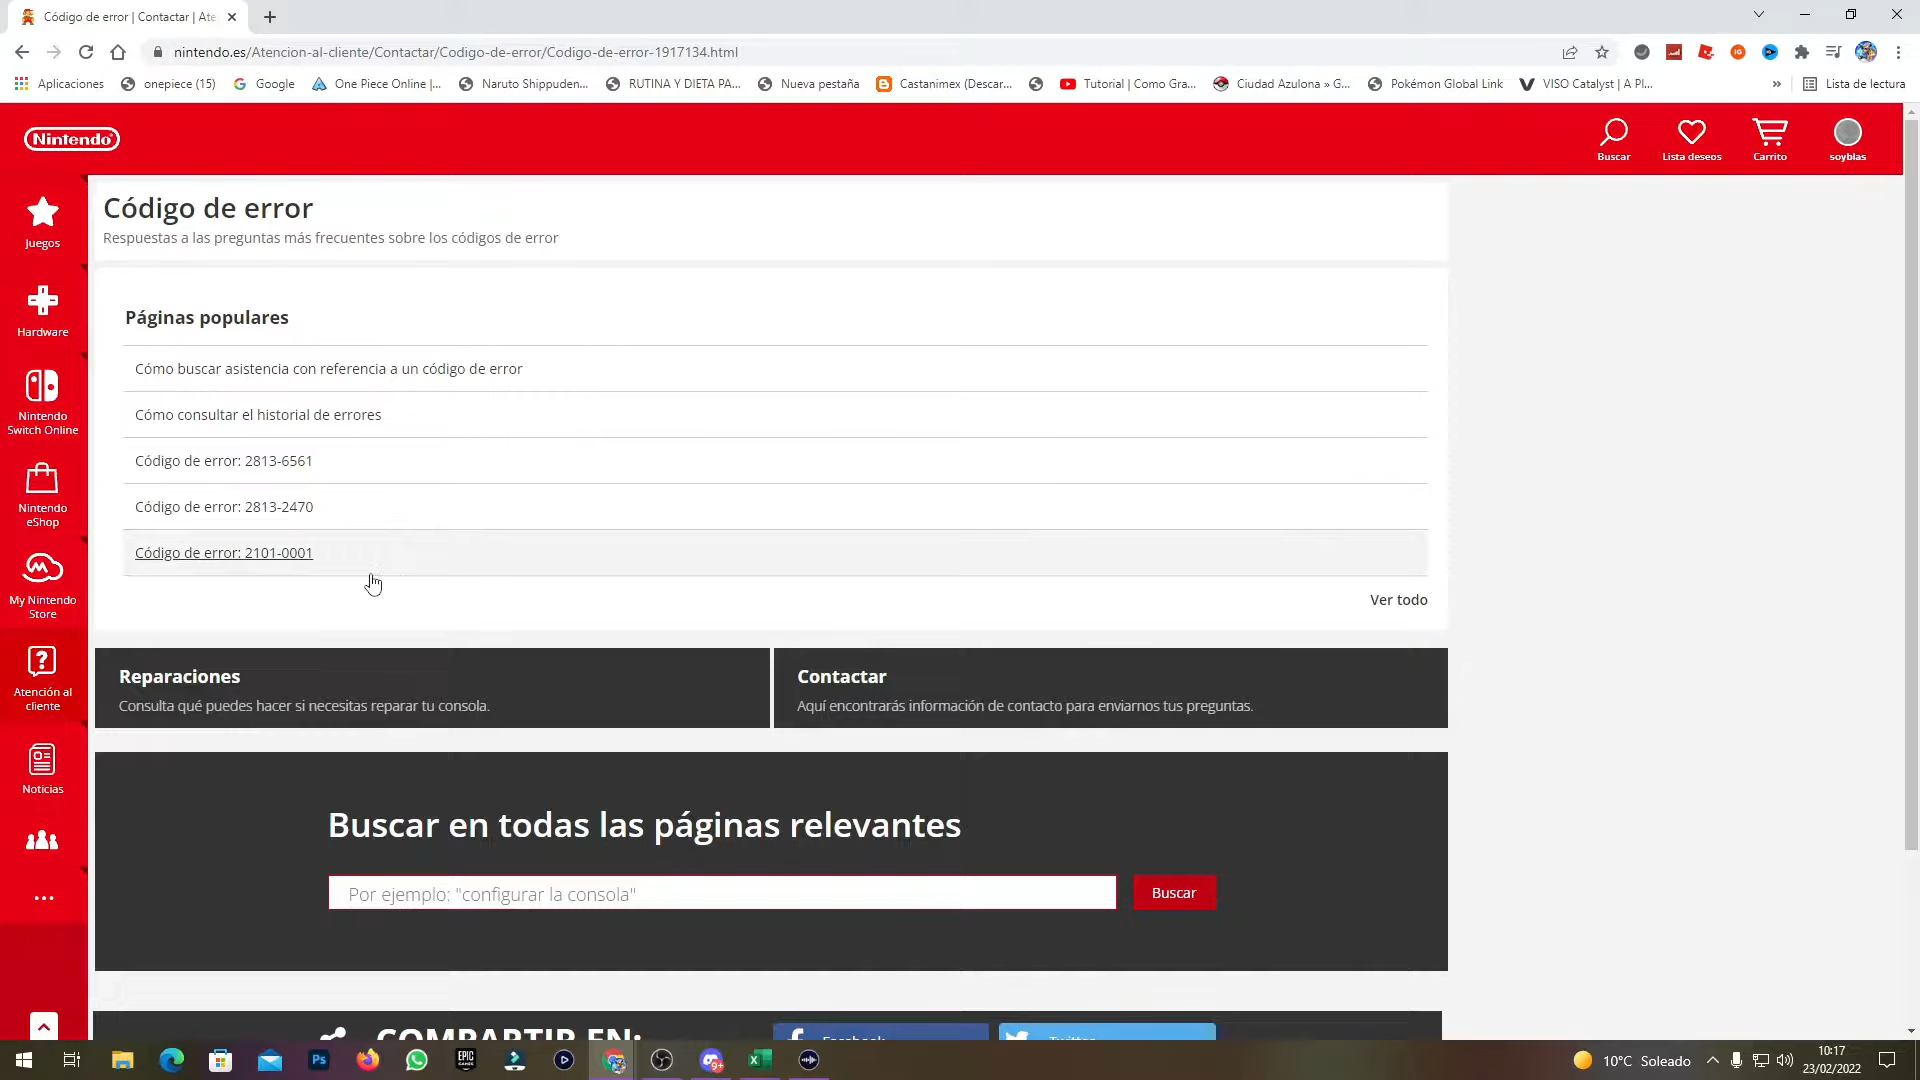 Código de error | Contactar | Ate
nintendo.es/Atencion-al-cliente/Contactar/Codigo-de-error/Codigo-de-error-1917134.html
Aplicaciones
onepiece (15)
Google
One Piece Online |...
Naruto Shippuden...
RUTINA Y DIETA PA...
Nueva pestaña
Castanimex (Descar...
Tutorial | Como Gra...
Ciudad Azulona » G...
Pokémon Global Link
VISO Catalyst | A Pl...
»
Lista de lectura
Nintendo
Buscar
Lista deseos
Carrito
soyblas
Juegos
Hardware
Nintendo
Switch Online
Nintendo
eShop
My Nintendo
Store
Atención al
cliente
Noticias
...
Código de error
Respuestas a las preguntas más frecuentes sobre los códigos de error
Páginas populares
Cómo buscar asistencia con referencia a un código de error
Cómo consultar el historial de errores
Código de error: 2813-6561
Código de error: 2813-2470
Código de error: 2101-0001
Ver todo
Reparaciones
Consulta qué puedes hacer si necesitas reparar tu consola.
Contactar
Aquí encontrarás información de contacto para enviarnos tus preguntas.
Buscar en todas las páginas relevantes
Por ejemplo: "configurar la consola"
Buscar
COMPARTIR EN:
Facebook
Twitter
Ps
EPIC
GAMES
9+
10°C Soleado
10:17
23/02/2022